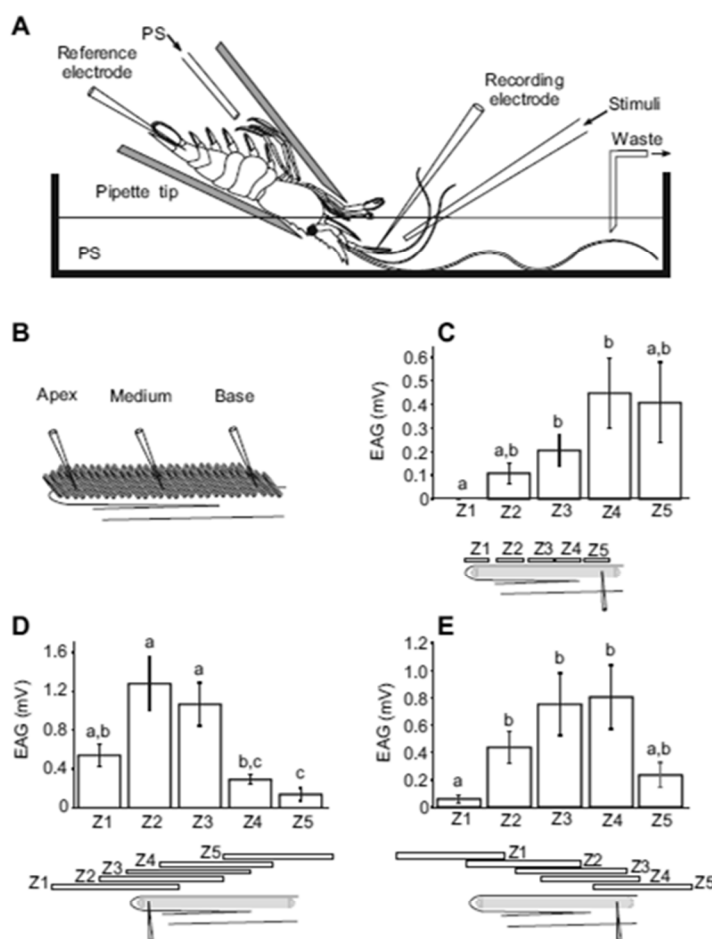 A
PS
Reference
electrode
Recording
electrode
Stimuli
Waste
Pipette tip
PS
B
Apex Medium Base
C
EAG (mV)
0.6
0.5
0.4
0.3
0.2
0.1
0
a
a,b
b
b
a,b
Z1 Z2 Z3 Z4 Z5
Z1 Z2 Z3 Z4 Z5
D
EAG (mV)
1.6
1.2
0.8
0.4
0
a,b
a
a
b,c
c
Z1 Z2 Z3 Z4 Z5
Z5
Z4
Z3
Z2
Z1
E
EAG (mV)
1.2
1.0
0.8
0.6
0.4
0.2
0
a
b
b
b
a,b
Z1 Z2 Z3 Z4 Z5
Z1
Z2
Z3
Z4
Z5